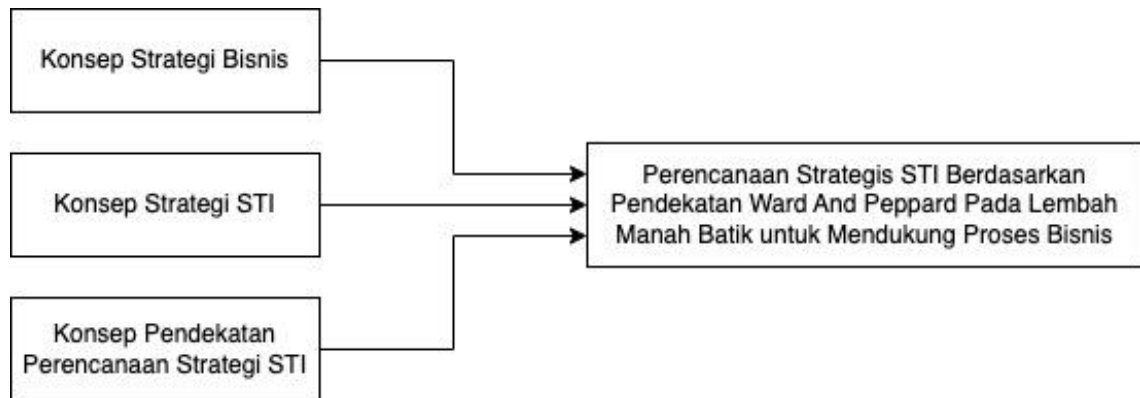 Konsep Strategi Bisnis
Konsep Strategi STI
Konsep Pendekatan
Perencanaan Strategi STI
Perencanaan Strategis STI Berdasarkan
Pendekatan Ward And Peppard Pada Lembah
Manah Batik untuk Mendukung Proses Bisnis